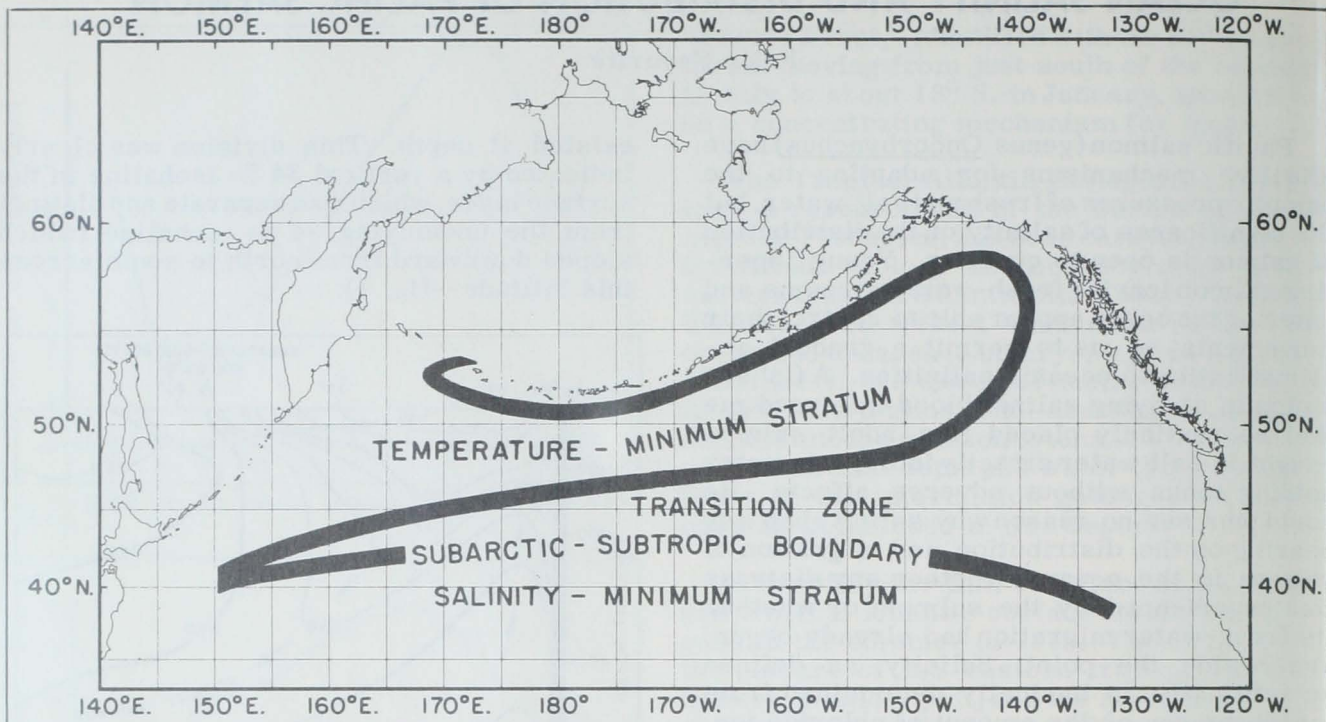 140°E. 150°E. 160°E. 170°E. 180° 170°W. 160°W. 150°W. 140°W. 130°W. 120°W.
60°N. 60°N.
50°N. 50°N.
TEMPERATURE - MINIMUM STRATUM
TRANSITION ZONE
SUBARCTIC - SUBTROPIC BOUNDARY
40°N. 40°N.
SALINITY - MINIMUM STRATUM
140°E. 150°E. 160°E. 170°E. 180° 170°W. 160°W. 150°W. 140°W. 130°W. 120°W.